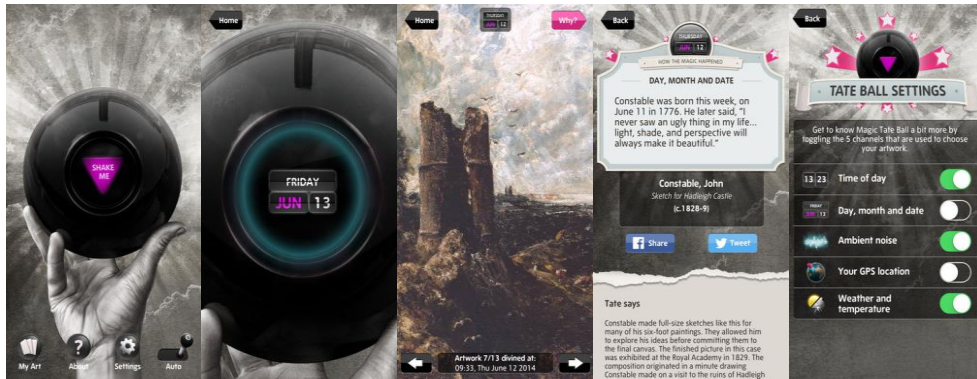 SHAKE
ME
My Art
About
Settings
Auto
Home
FRIDAY
JUN 13
Home
THURSDAY
JUN 12
Why?
Artwork 7/13 divined at:
09:33, Thu June 12 2014
Back
THURSDAY
JUN 12
HOW THE MAGIC HAPPENED
DAY, MONTH AND DATE
Constable was born this week, on
June 11 in 1776. He later said, "I
never saw an ugly thing in my life...
light, shade, and perspective will
always make it beautiful."
Constable, John
Sketch for Hadleigh Castle
(c.1828-9)
Share
Tweet
Tate says
Constable made full-size sketches like this for
many of his six-foot paintings. They allowed him
to explore his ideas before committing them to
the final canvas. The finished picture in this case
was exhibited at the Royal Academy in 1829. The
composition originated in a minute drawing
Constable made on a visit to the ruins of Hadleigh
Back
TATE BALL SETTINGS
Get to know Magic Tate Ball a bit more by
toggling the 5 channels that are used to choose
your artwork.
13 23 Time of day
FRIDAY
JUN 13 Day, month and date
Ambient noise
Your GPS location
Weather and
temperature